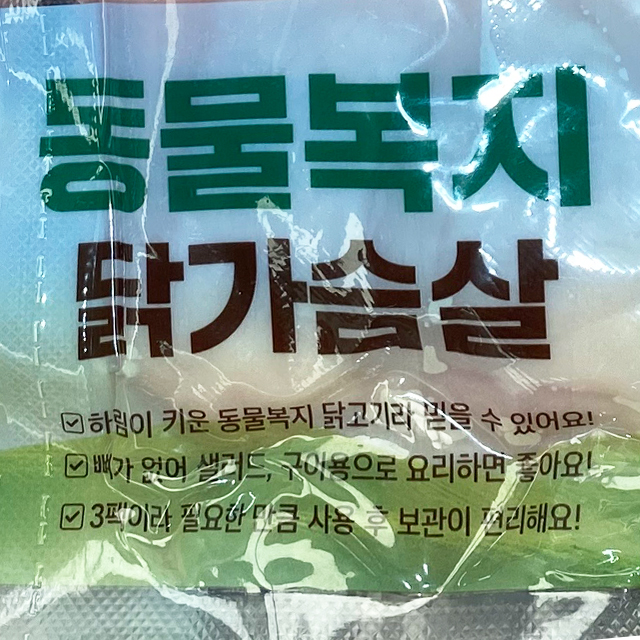 동물복지
닭가슴살
하림이 키운 동물복지 닭고기라 믿을 수 있어요!
뼈가 없어 샐러드, 구이용으로 요리하면 좋아요!
3팩이라 필요한 만큼 사용 후 보관이 편리해요!